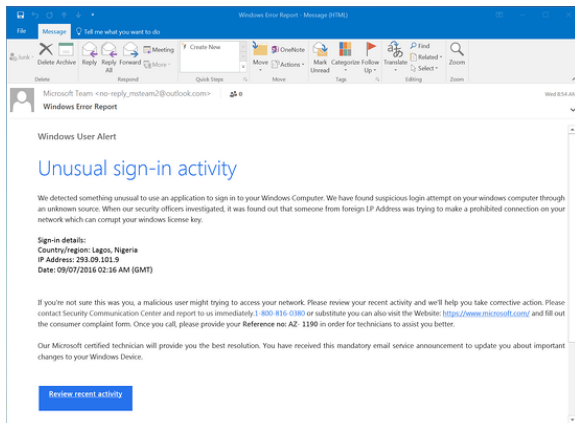 Windows Error Report - Message (HTML)
File Message Tell me what you want to do
Junk Delete Archive Reply Reply All Forward Meeting More Create New Move OneNote Actions Mark Unread Categorize Follow Up Translate Find Related Select Zoom
Delete Respond Quick Steps Move Tags Editing Zoom
Microsoft Team <no-reply_msteam2@outlook.com> Wed 8:54 AM
Windows Error Report
Windows User Alert
Unusual sign-in activity
We detected something unusual to use an application to sign in to your Windows Computer. We have found suspicious login attempt on your windows computer through
an unknown source. When our security officers investigated, it was found out that someone from foreign I.P Address was trying to make a prohibited connection on your
network which can corrupt your windows license key.
Sign-in details:
Country/region: Lagos, Nigeria
IP Address: 293.09.101.9
Date: 09/07/2016 02:16 AM (GMT)
If you're not sure this was you, a malicious user might trying to access your network. Please review your recent activity and we'll help you take corrective action. Please
contact Security Communication Center and report to us immediately.1-800-816-0380 or substitute you can also visit the Website: https://www.microsoft.com/ and fill out
the consumer complaint form. Once you call, please provide your Reference no: AZ- 1190 in order for technicians to assist you better.
Our Microsoft certified technician will provide you the best resolution. You have received this mandatory email service announcement to update you about important
changes to your Windows Device.
Review recent activity